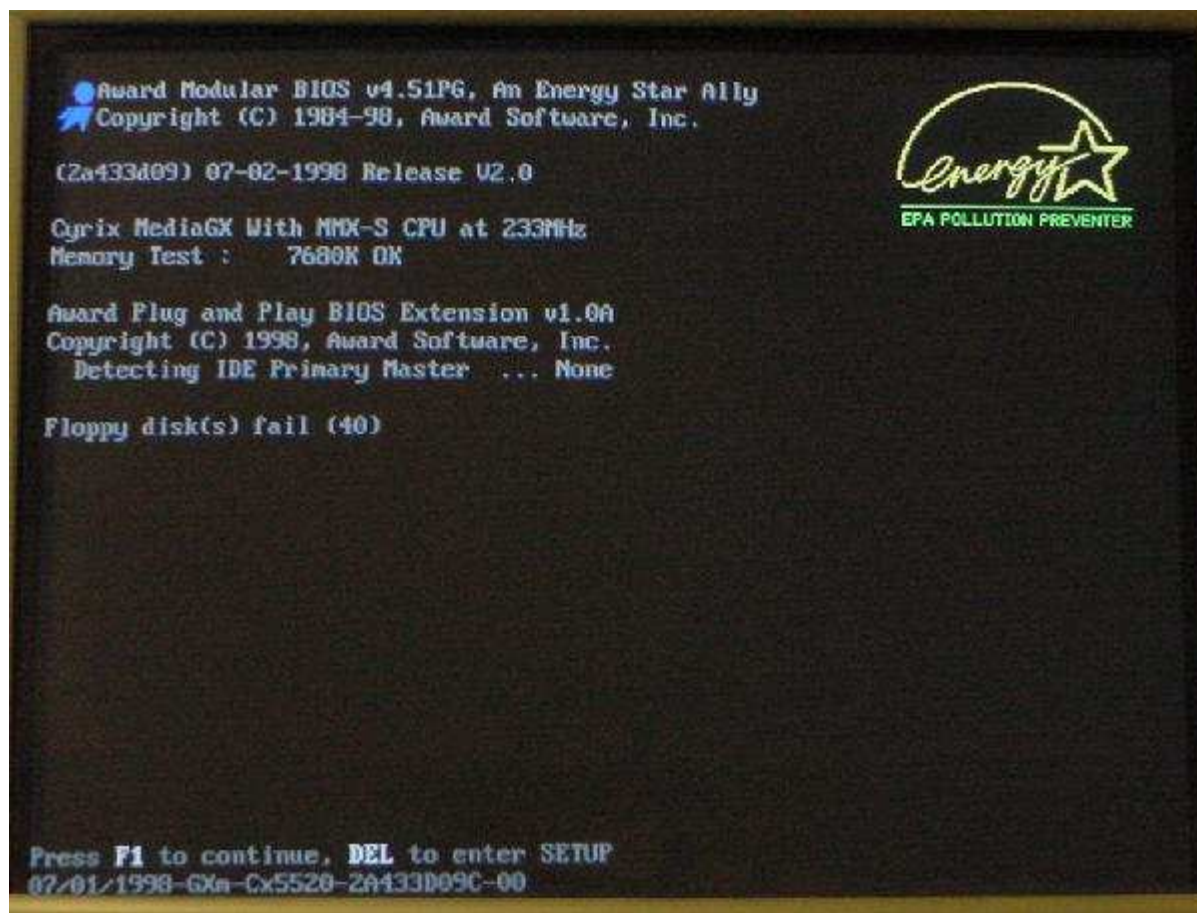 Award Modular BIOS v4.51PG, An Energy Star Ally
Copyright (C) 1984-98, Award Software, Inc.
(2a433d09) 07-02-1998 Release V2.0
Cyrix MediaGX With MMX-S CPU at 233MHz
Memory Test :    7680K OK
Award Plug and Play BIOS Extension v1.0A
Copyright (C) 1998, Award Software, Inc.
Detecting IDE Primary Master ... None
Floppy disk(s) fail (40)
energy
EPA POLLUTION PREVENTER
Press F1 to continue, DEL to enter SETUP
07/01/1998-GXm-Cx5520-2A433D09C-00